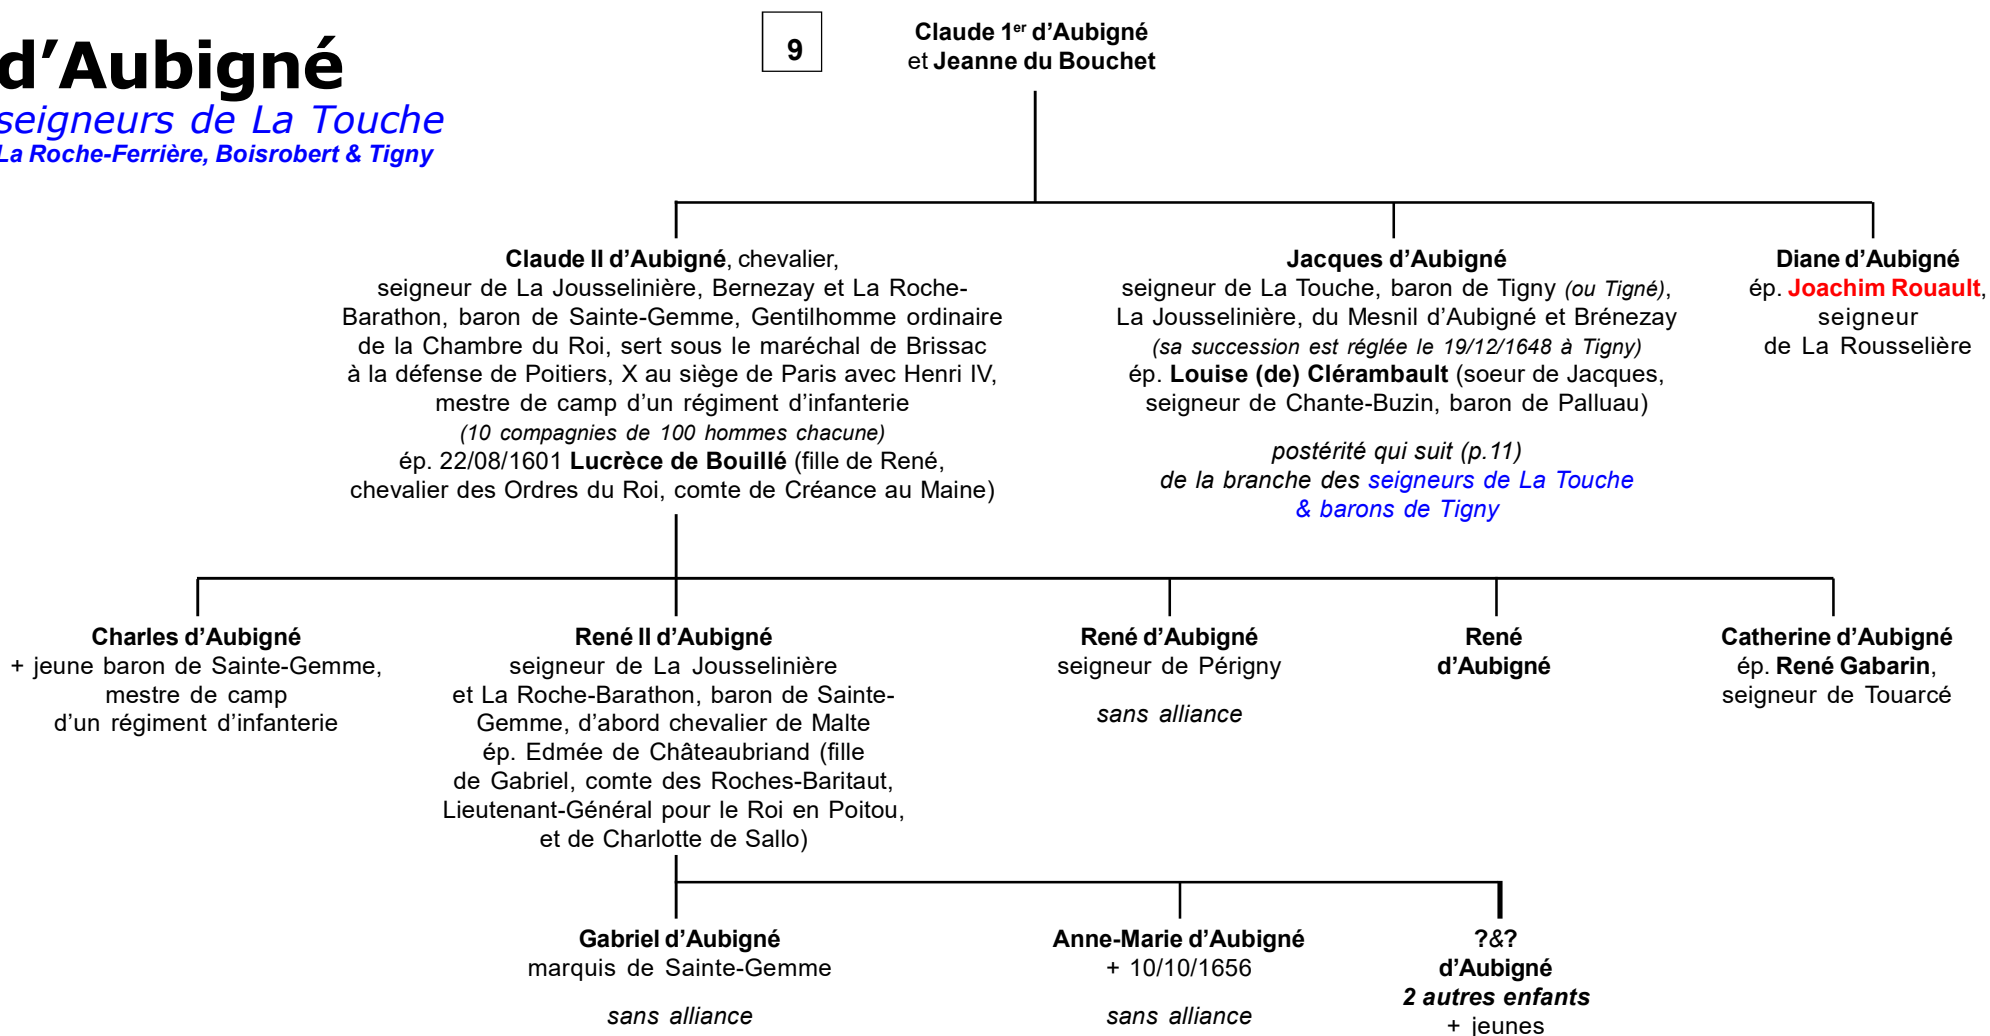 d’Aubigné
seigneurs de La Touche
La Roche-Ferrière, Boisrobert & Tigny
9
Claude 1er d’Aubigné
et Jeanne du Bouchet
Claude II d’Aubigné, chevalier,
seigneur de La Jousselinière, Bernezay et La Roche-
Barathon, baron de Sainte-Gemme, Gentilhomme ordinaire
de la Chambre du Roi, sert sous le maréchal de Brissac
à la défense de Poitiers, X au siège de Paris avec Henri IV,
mestre de camp d’un régiment d’infanterie
(10 compagnies de 100 hommes chacune)
ép. 22/08/1601 Lucrèce de Bouillé (fille de René,
chevalier des Ordres du Roi, comte de Créance au Maine)
Jacques d’Aubigné
seigneur de La Touche, baron de Tigny (ou Tigné),
La Jousselinière, du Mesnil d’Aubigné et Brénezay
(sa succession est réglée le 19/12/1648 à Tigny)
ép. Louise (de) Clérambault (soeur de Jacques,
seigneur de Chante-Buzin, baron de Palluau)
postérité qui suit (p.11)
de la branche des seigneurs de La Touche
& barons de Tigny
Diane d’Aubigné
ép. Joachim Rouault,
seigneur
de La Rousselière
Charles d’Aubigné
+ jeune baron de Sainte-Gemme,
mestre de camp
d’un régiment d’infanterie
René II d’Aubigné
seigneur de La Jousselinière
et La Roche-Barathon, baron de Sainte-
Gemme, d’abord chevalier de Malte
ép. Edmée de Châteaubriand (fille
de Gabriel, comte des Roches-Baritaut,
Lieutenant-Général pour le Roi en Poitou,
et de Charlotte de Sallo)
René d’Aubigné
seigneur de Périgny
sans alliance
René
d’Aubigné
Catherine d’Aubigné
ép. René Gabarin,
seigneur de Touarcé
Gabriel d’Aubigné
marquis de Sainte-Gemme
sans alliance
Anne-Marie d’Aubigné
+ 10/10/1656
sans alliance
?&?
d’Aubigné
2 autres enfants
+ jeunes